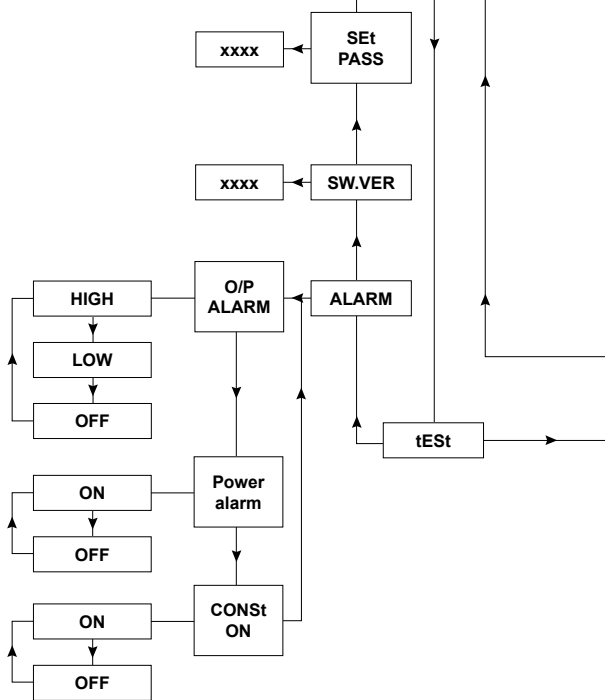 SEt
PASS
xxxx
xxxx
SW.VER
O/P
ALARM
ALARM
HIGH
LOW
OFF
tESt
Power
alarm
ON
OFF
CONSt
ON
ON
OFF